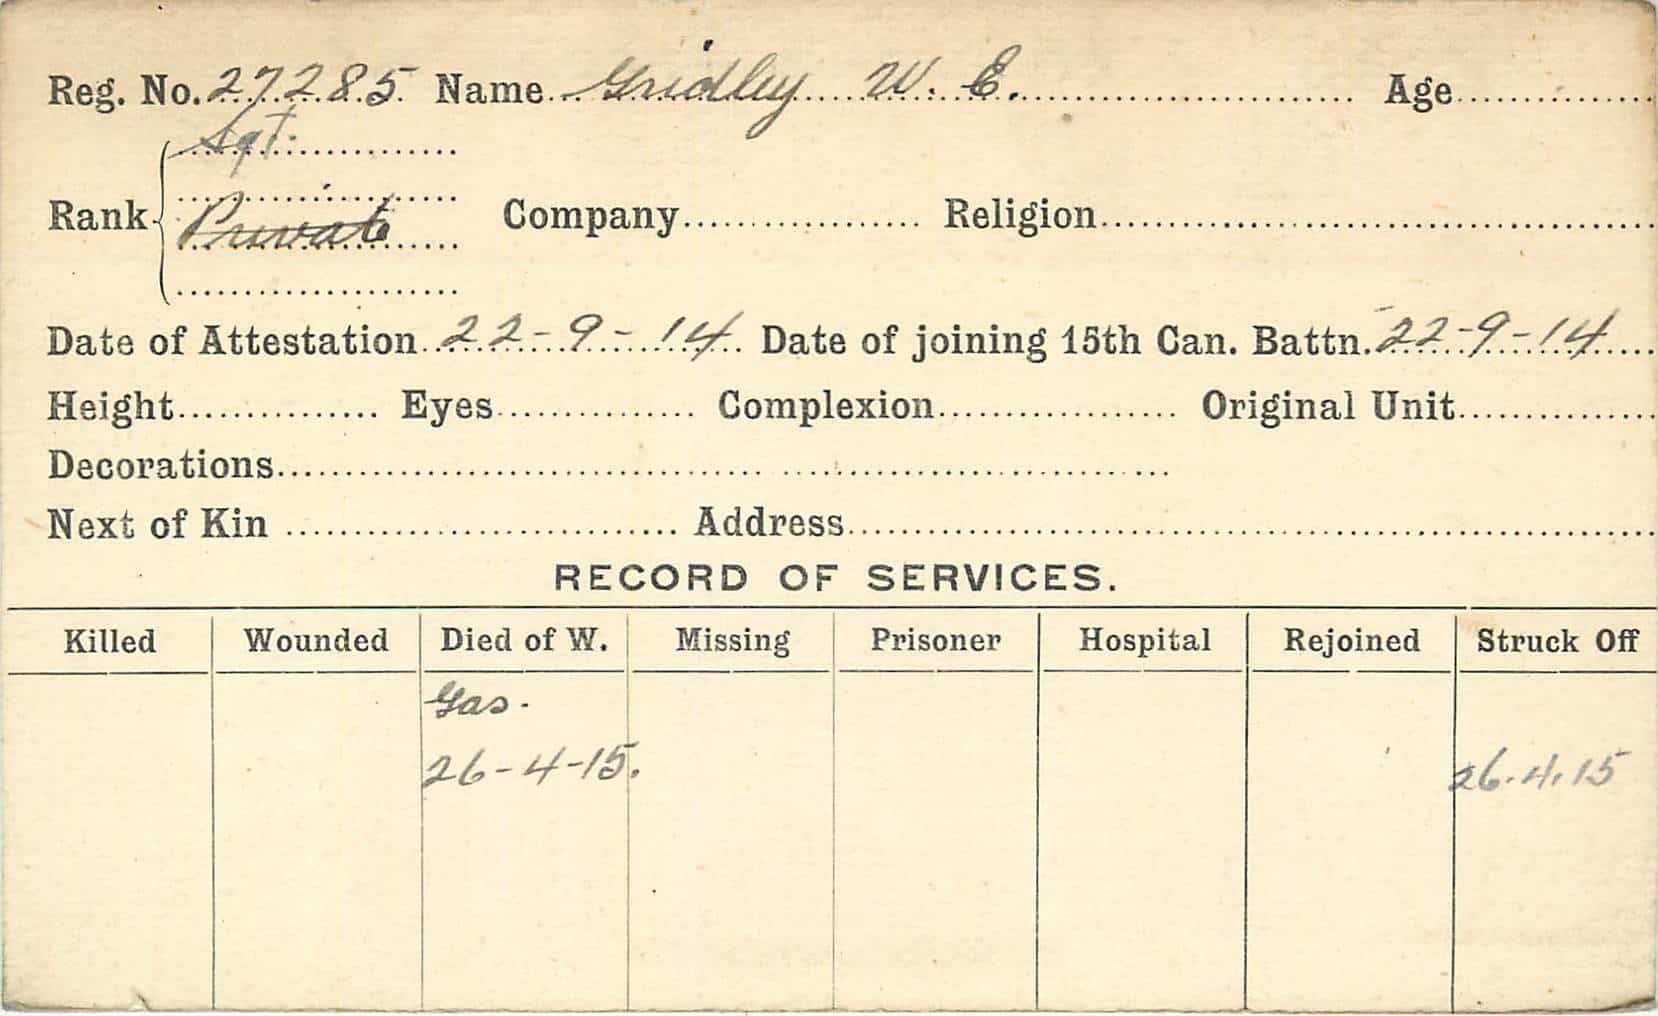 Reg. No. 27285 Name Gridley W. E. Age
Sgt.
Rank Private Company Religion
Date of Attestation 22-9-14 Date of joining 15th Can. Battn. 22-9-14
Height Eyes Complexion Original Unit
Decorations
Next of Kin Address
RECORD OF SERVICES.
Killed Wounded Died of W. Missing Prisoner Hospital Rejoined Struck Off
Gas.
26-4-15. 26.4.15